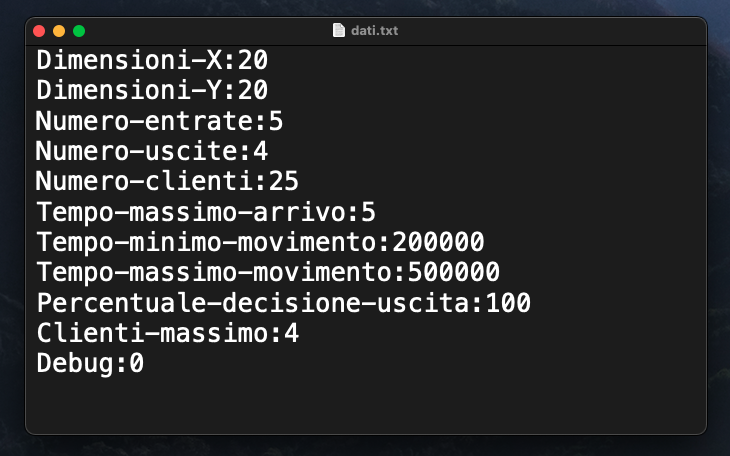 dati.txt
Dimensioni-X:20
Dimensioni-Y:20
Numero-entrate:5
Numero-uscite:4
Numero-clienti:25
Tempo-massimo-arrivo:5
Tempo-minimo-movimento:200000
Tempo-massimo-movimento:500000
Percentuale-decisione-uscita:100
Clienti-massimo:4
Debug:0